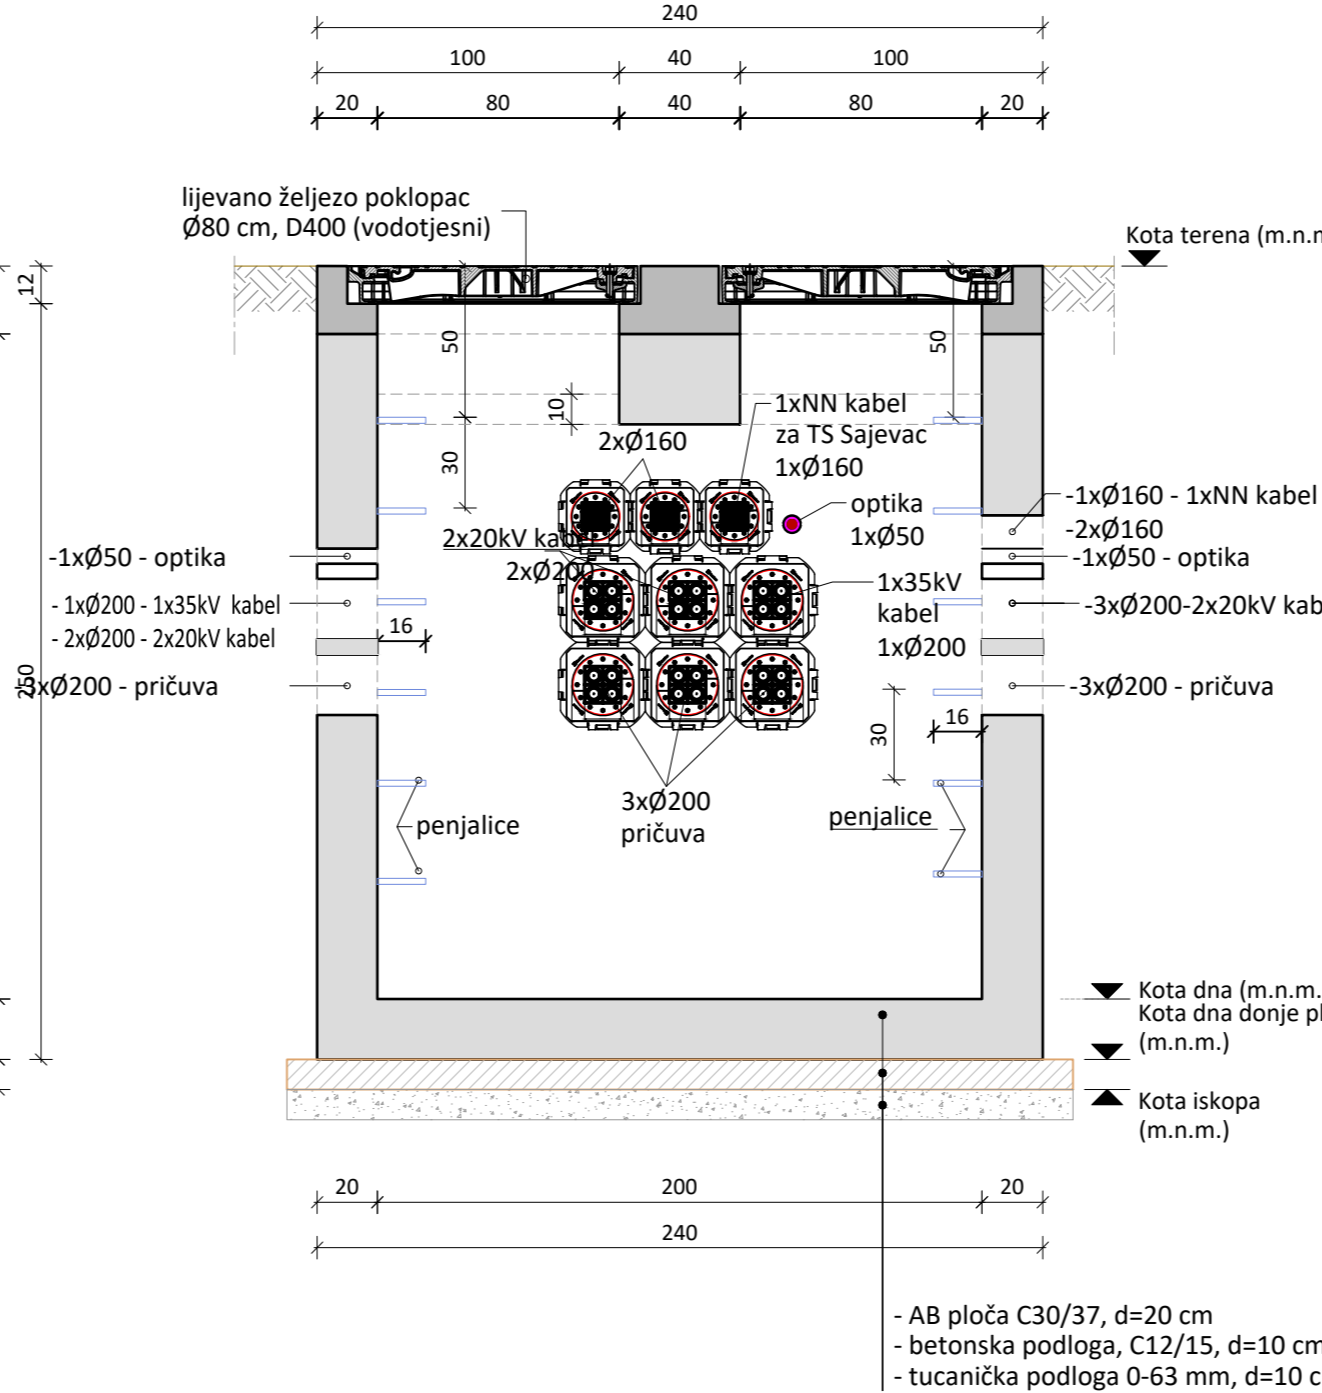 240
100
40
100
20
80
40
80
20
lijevano željezo poklopac
Ø80 cm, D400 (vodotjesni)
Kota terena (m.n.m
12
50
50
10
30
1xNN kabel
za TS Sajevac
1xØ160
2xØ160
optika
1xØ50
2x20kV kabel
2xØ200
1x35kV
kabel
1xØ200
-1xØ160 - 1xNN kabel
-2xØ160
-1xØ50 - optika
-3xØ200-2x20kV kab
-3xØ200 - pričuva
-1xØ50 - optika
- 1xØ200 - 1x35kV kabel
- 2xØ200 - 2x20kV kabel
-3xØ200 - pričuva
250
16
16
30
3xØ200
pričuva
penjalice
penjalice
Kota dna (m.n.m.
Kota dna donje pl
(m.n.m.)
Kota iskopa
(m.n.m.)
20
200
20
240
- AB ploča C30/37, d=20 cm
- betonska podloga, C12/15, d=10 cm
- tucanička podloga 0-63 mm, d=10 c